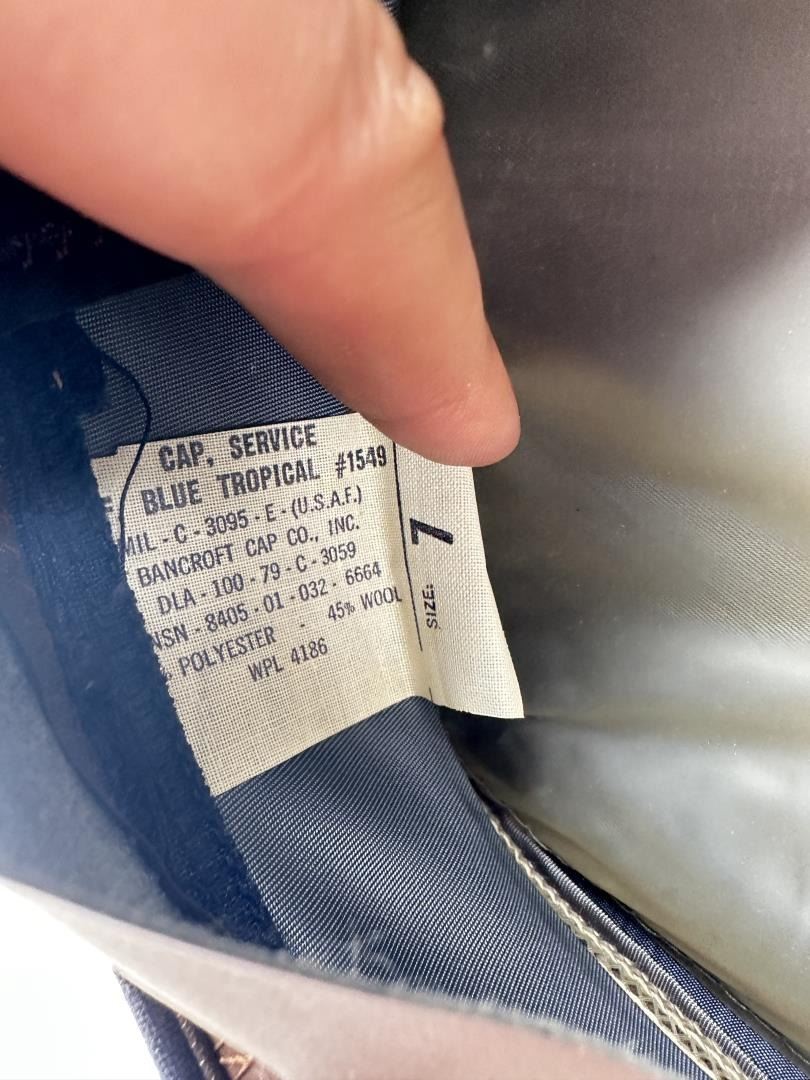 CAP, SERVICE
BLUE TROPICAL #1549
MIL-C-3095-E-(U.S.A.F.)
BANCROFT CAP CO., INC.
DLA-100-79-C-3059
NSN-8405-01-032-6664
POLYESTER - 45% WOOL
WPL 4186
SIZE: 7